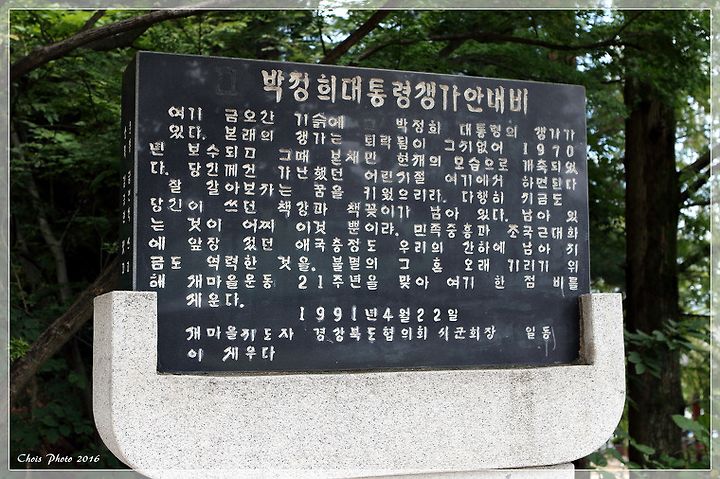 박정희대통령생가안내비
여기 금오산 기슭에 고 박정희 대통령의 생가가
있다. 본래의 생가는 퇴락됨이 그지없어 1970
년 보수되고 그때 본채만 현재의 모습으로 개축되었
다. 당신께 가난했던 어린시절 여기에서 하면된다
잘 살아보자는 꿈을 키웠으리라. 다행히 지금도
당신이 쓰던 책상과 책꽂이가 남아 있다. 남아 있
는 것이 어찌 이것 뿐이랴. 민족중흥과 조국근대화
에 앞장 섰던 애국충정도 우리의 가슴에 남아 지
금도 역력한 것을. 불멸의 그 혼 오래 기리기 위
해 새마을운동 21주년을 맞아 여기 한점 비를
세운다.
1991년4월22일
새마을지도자 경상북도협의회 시군회장 일동
이 세우다
Chois Photo 2016